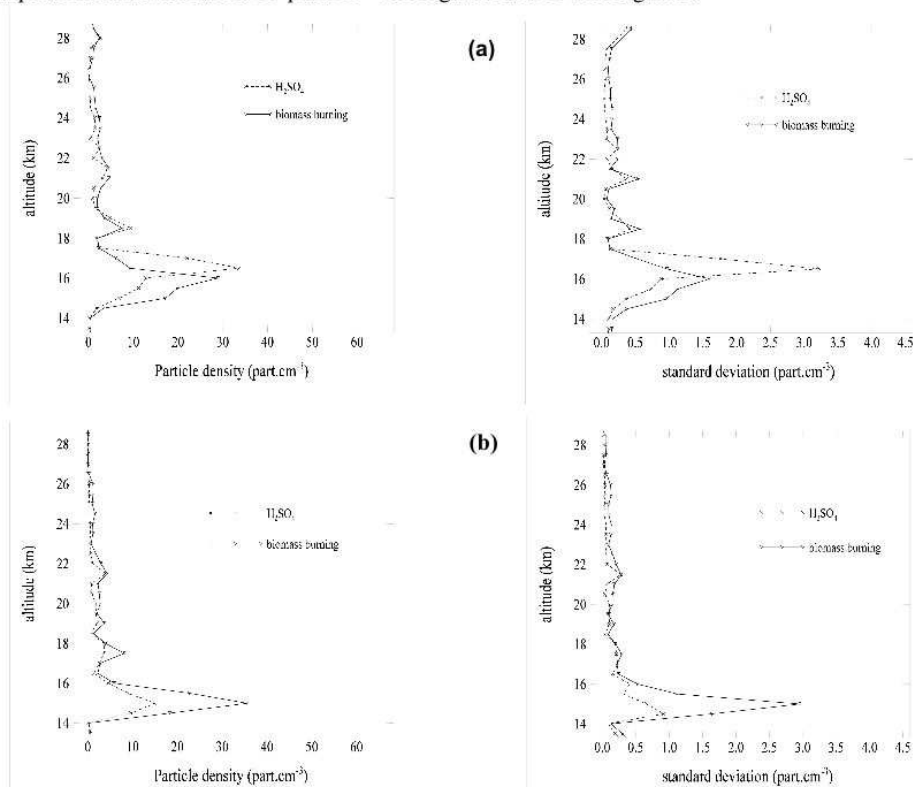 28
26
24
22
20
18
16
14
altitude (km)
H₂SO₄
biomass burning
0 10 20 30 40 50 60
Particle density (part.cm⁻³)
(a)
28
26
24
22
20
18
16
14
altitude (km)
H₂SO₄
biomass burning
0.0 0.5 1.0 1.5 2.0 2.5 3.0 3.5 4.0 4.5
standard deviation (part.cm⁻³)
28
26
24
22
20
18
16
14
altitude (km)
H₂SO₄
biomass burning
0 10 20 30 40 50 60
Particle density (part.cm⁻³)
(b)
28
26
24
22
20
18
16
14
altitude (km)
H₂SO₄
biomass burning
0.0 0.5 1.0 1.5 2.0 2.5 3.0 3.5 4.0 4.5
standard deviation (part.cm⁻³)